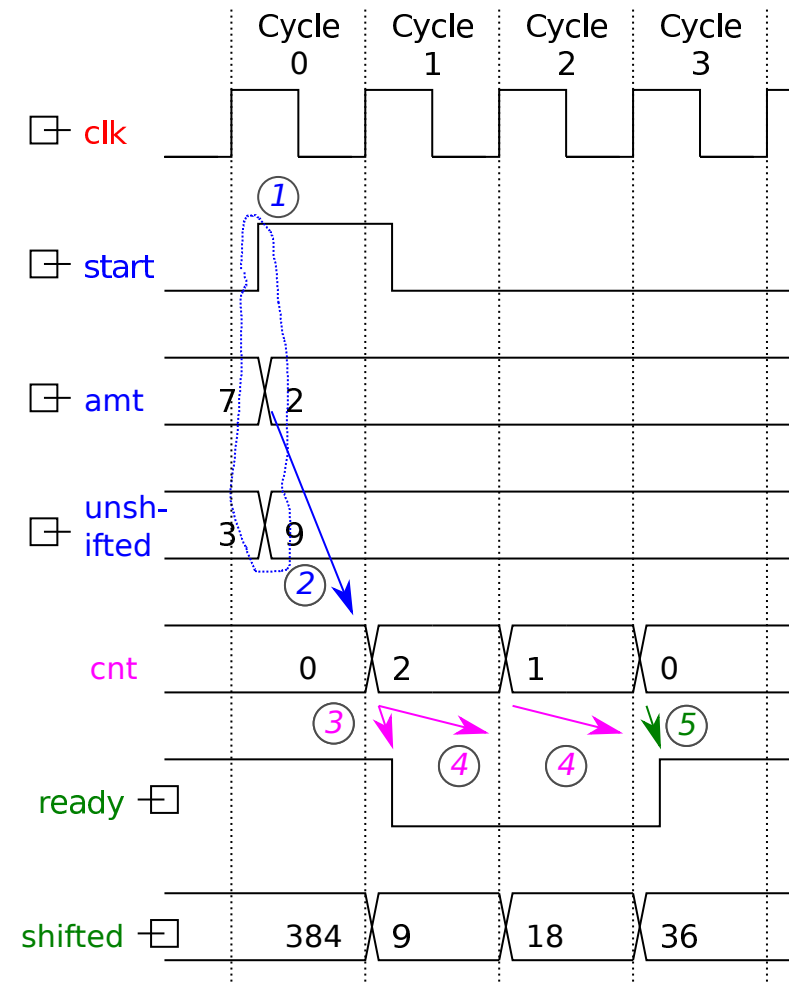 Cycle Cycle Cycle Cycle
0 1 2 3
clk
1
start
amt 7 2
unsh-
ifted 3 9
2
cnt 0 2 1 0
3 4 4 5
ready
shifted 384 9 18 36